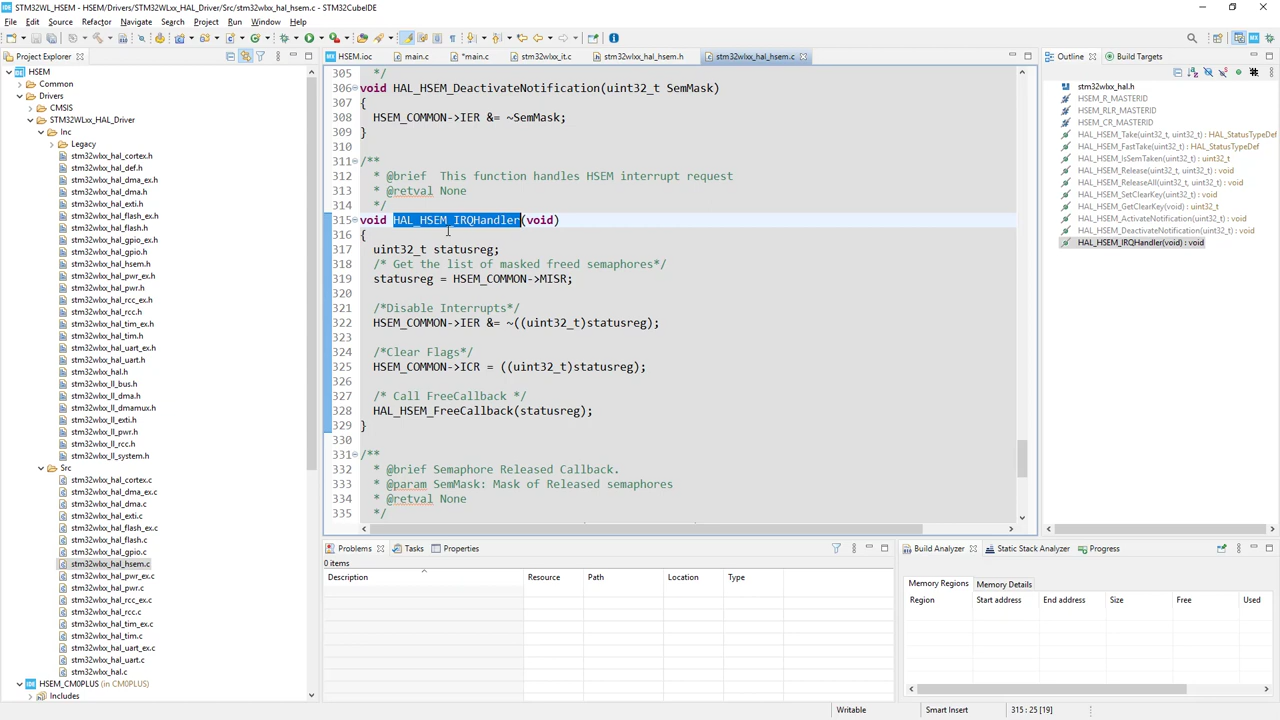 STM32WL_HSEM - HSEM/Drivers/STM32WLxx_HAL_Driver/Src/stm32wlxx_hal_hsem.c - STM32CubeIDE
File Edit Source Refactor Navigate Search Project Run Window Help
Project Explorer
HSEM
Common
Drivers
CMSIS
STM32WLxx_HAL_Driver
Inc
Legacy
stm32wlxx_hal_cortex.h
stm32wlxx_hal_def.h
stm32wlxx_hal_dma_ex.h
stm32wlxx_hal_dma.h
stm32wlxx_hal_exti.h
stm32wlxx_hal_flash_ex.h
stm32wlxx_hal_flash.h
stm32wlxx_hal_gpio_ex.h
stm32wlxx_hal_gpio.h
stm32wlxx_hal_hsem.h
stm32wlxx_hal_pwr_ex.h
stm32wlxx_hal_pwr.h
stm32wlxx_hal_rcc_ex.h
stm32wlxx_hal_rcc.h
stm32wlxx_hal_tim_ex.h
stm32wlxx_hal_tim.h
stm32wlxx_hal_uart_ex.h
stm32wlxx_hal_uart.h
stm32wlxx_hal.h
stm32wlxx_ll_bus.h
stm32wlxx_ll_dma.h
stm32wlxx_ll_dmamux.h
stm32wlxx_ll_exti.h
stm32wlxx_ll_pwr.h
stm32wlxx_ll_rcc.h
stm32wlxx_ll_system.h
Src
stm32wlxx_hal_cortex.c
stm32wlxx_hal_dma_ex.c
stm32wlxx_hal_dma.c
stm32wlxx_hal_exti.c
stm32wlxx_hal_flash_ex.c
stm32wlxx_hal_flash.c
stm32wlxx_hal_gpio.c
stm32wlxx_hal_hsem.c
stm32wlxx_hal_pwr_ex.c
stm32wlxx_hal_pwr.c
stm32wlxx_hal_rcc_ex.c
stm32wlxx_hal_rcc.c
stm32wlxx_hal_tim_ex.c
stm32wlxx_hal_tim.c
stm32wlxx_hal_uart_ex.c
stm32wlxx_hal_uart.c
stm32wlxx_hal.c
HSEM_CM0PLUS (in CM0PLUS)
Includes
HSEM.ioc main.c *main.c stm32wlxx_it.c stm32wlxx_hal_hsem.h stm32wlxx_hal_hsem.c
305 */
306 void HAL_HSEM_DeactivateNotification(uint32_t SemMask)
307 {
308 HSEM_COMMON->IER &= ~SemMask;
309 }
310
311 /**
312 * @brief This function handles HSEM interrupt request
313 * @retval None
314 */
315 void HAL_HSEM_IRQHandler(void)
316 {
317 uint32_t statusreg;
318 /* Get the list of masked freed semaphores*/
319 statusreg = HSEM_COMMON->MISR;
320
321 /*Disable Interrupts*/
322 HSEM_COMMON->IER &= ~((uint32_t)statusreg);
323
324 /*Clear Flags*/
325 HSEM_COMMON->ICR = ((uint32_t)statusreg);
326
327 /* Call FreeCallback */
328 HAL_HSEM_FreeCallback(statusreg);
329 }
330
331 /**
332 * @brief Semaphore Released Callback.
333 * @param SemMask: Mask of Released semaphores
334 * @retval None
335 */
Outline Build Targets
stm32wlxx_hal.h
HSEM_R_MASTERID
HSEM_RLR_MASTERID
HSEM_CR_MASTERID
HAL_HSEM_Take(uint32_t, uint32_t) : HAL_StatusTypeDef
HAL_HSEM_FastTake(uint32_t) : HAL_StatusTypeDef
HAL_HSEM_IsSemTaken(uint32_t) : uint32_t
HAL_HSEM_Release(uint32_t, uint32_t) : void
HAL_HSEM_ReleaseAll(uint32_t, uint32_t) : void
HAL_HSEM_SetClearKey(uint32_t) : void
HAL_HSEM_GetClearKey(void) : uint32_t
HAL_HSEM_ActivateNotification(uint32_t) : void
HAL_HSEM_DeactivateNotification(uint32_t) : void
HAL_HSEM_IRQHandler(void) : void
Problems Tasks Properties
0 items
Description Resource Path Location Type
Build Analyzer Static Stack Analyzer Progress
Memory Regions Memory Details
Region Start address End address Size Free Used
Writable Smart Insert 315 : 25 [19]